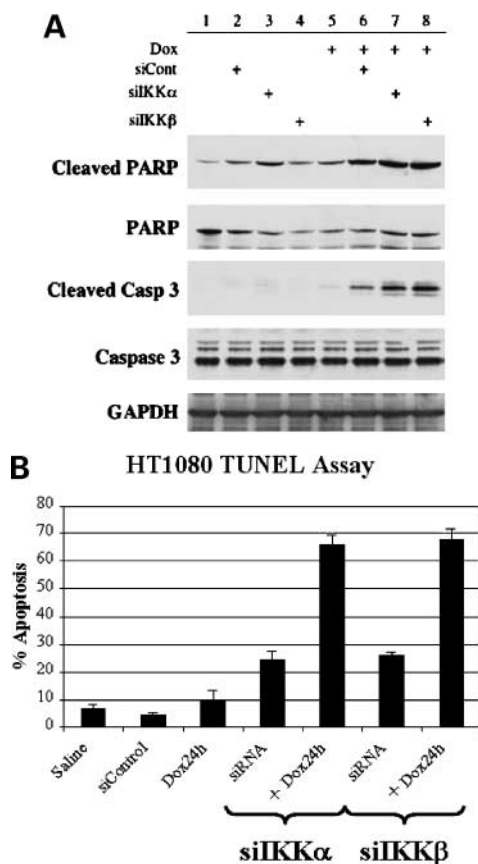 A
1 2 3 4 5 6 7 8
Dox + + + +
siCont + +
siIKKα + +
siIKKβ + +
Cleaved PARP
PARP
Cleaved Casp 3
Caspase 3
GAPDH
B
HT1080 TUNEL Assay
% Apoptosis
80
70
60
50
40
30
20
10
0
Saline
siControl
Dox24h
siRNA
+ Dox24h
siRNA
+ Dox24h
siIKKα siIKKβ